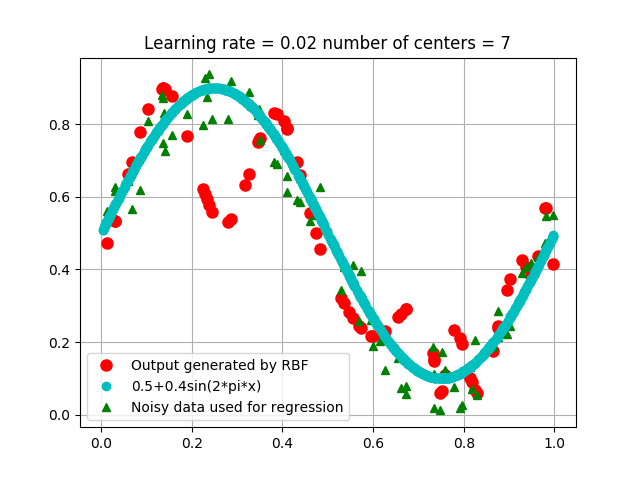 Learning rate = 0.02 number of centers = 7
0.8
0.6
0.4
0.2
0.0
Output generated by RBF
0.5+0.4sin(2*pi*x)
Noisy data used for regression
0.0 0.2 0.4 0.6 0.8 1.0